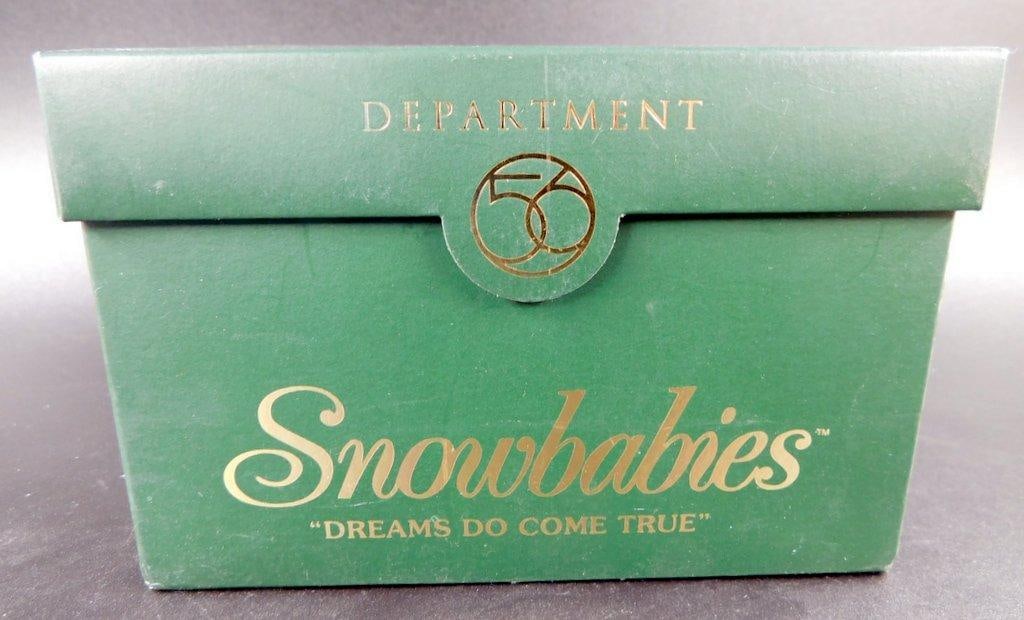 DEPARTMENT
56
Snowbabies™
“DREAMS DO COME TRUE”